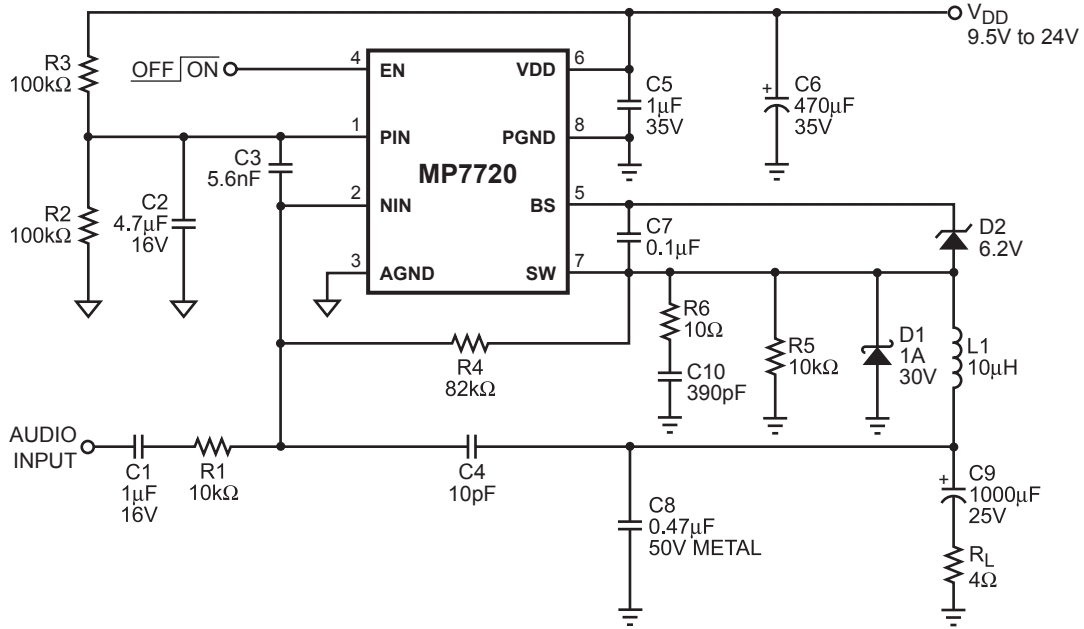 VDD
9.5V to 24V
R3
100kΩ
OFF ON
4
EN
VDD
6
C5
1µF
35V
+
C6
470µF
35V
1
PIN
PGND
8
C3
5.6nF
MP7720
R2
100kΩ
C2
4.7µF
16V
2
NIN
BS
5
C7
0.1µF
D2
6.2V
3
AGND
SW
7
R6
10Ω
R4
82kΩ
C10
390pF
R5
10kΩ
D1
1A
30V
L1
10µH
AUDIO
INPUT
C1
1µF
16V
R1
10kΩ
C4
10pF
C8
0.47µF
50V METAL
+
C9
1000µF
25V
RL
4Ω